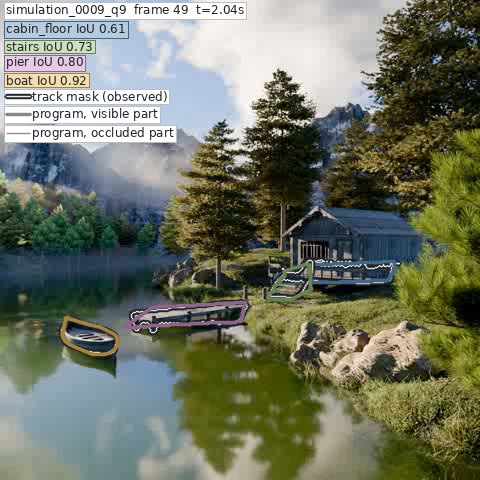 simulation_0009_q9  frame 49  t=2.04s
cabin_floor IoU 0.61
stairs IoU 0.73
pier IoU 0.80
boat IoU 0.92
track mask (observed)
program, visible part
program, occluded part